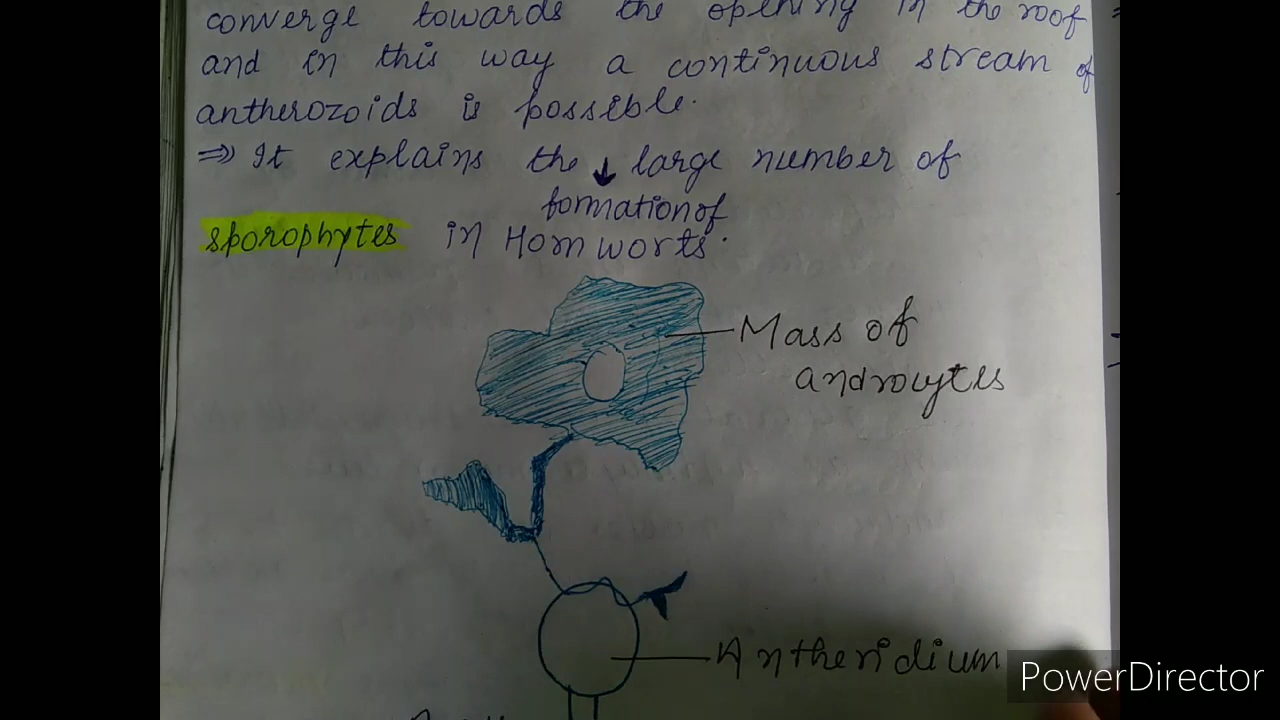 converge towards the opening in the roof
and in this way a continuous stream of
antherozoids is possible.
⇒ It explains the ↓ large number of
formation of
sporophytes in Hornworts.
Mass of
androcytes
Antheridium
PowerDirector